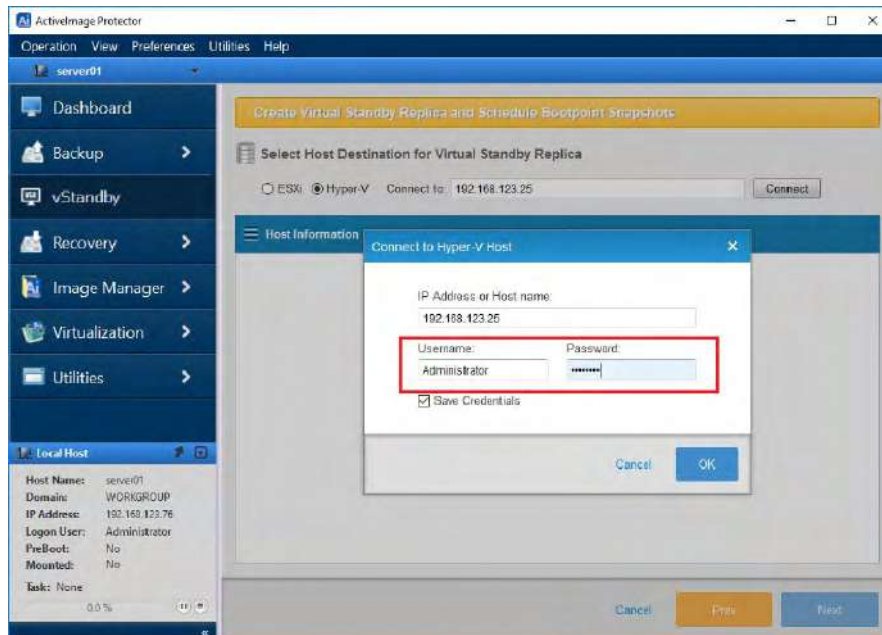 ActiveImage Protector
Operation View Preferences Utilities Help
server01
Dashboard
Backup
vStandby
Recovery
Image Manager
Virtualization
Utilities
Local Host
Host Name: server01
Domain: WORKGROUP
IP Address: 192.168.123.76
Logon User: Administrator
PreBoot: No
Mounted: No
Task: None
0.0 %
Create Virtual Standby Replica and Schedule Bootpoint Snapshots
Select Host Destination for Virtual Standby Replica
ESXi Hyper-V Connect to: 192.168.123.25 Connect
Host Information
Connect to Hyper-V Host
IP Address or Host name:
192.168.123.25
Username: Password:
Administrator ••••••••
Save Credentials
Cancel OK
Cancel Prev Next